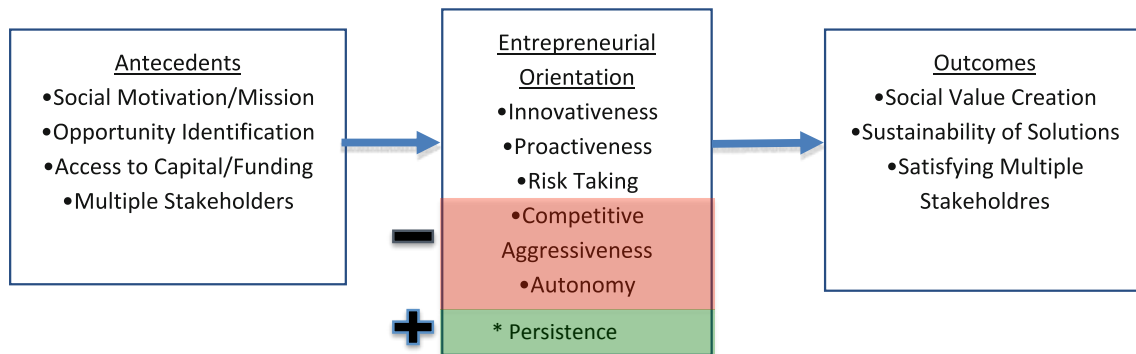 Antecedents
•Social Motivation/Mission
•Opportunity Identification
•Access to Capital/Funding
•Multiple Stakeholders
Entrepreneurial
Orientation
•Innovativeness
•Proactiveness
•Risk Taking
•Competitive
Aggressiveness
•Autonomy
* Persistence
Outcomes
•Social Value Creation
•Sustainability of Solutions
•Satisfying Multiple
Stakeholdres